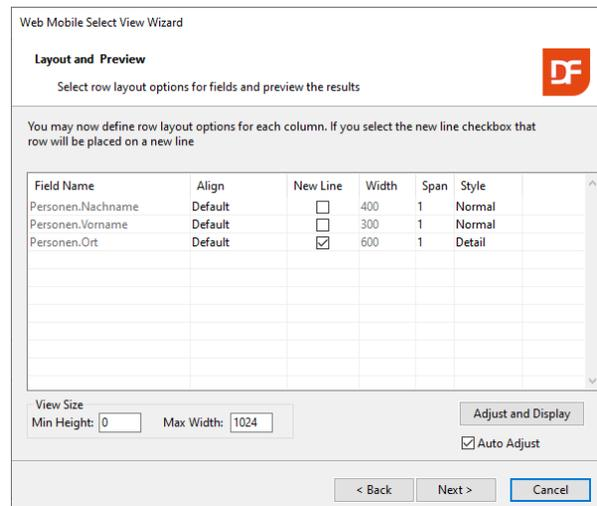 Web Mobile Select View Wizard
Layout and Preview
DF
Select row layout options for fields and preview the results
You may now define row layout options for each column. If you select the new line checkbox that
row will be placed on a new line
Field Name Align New Line Width Span Style
Personen.Nachname Default 400 1 Normal
Personen.Vorname Default 300 1 Normal
Personen.Ort Default 600 1 Detail
View Size
Min Height: 0 Max Width: 1024
Adjust and Display
Auto Adjust
< Back Next > Cancel